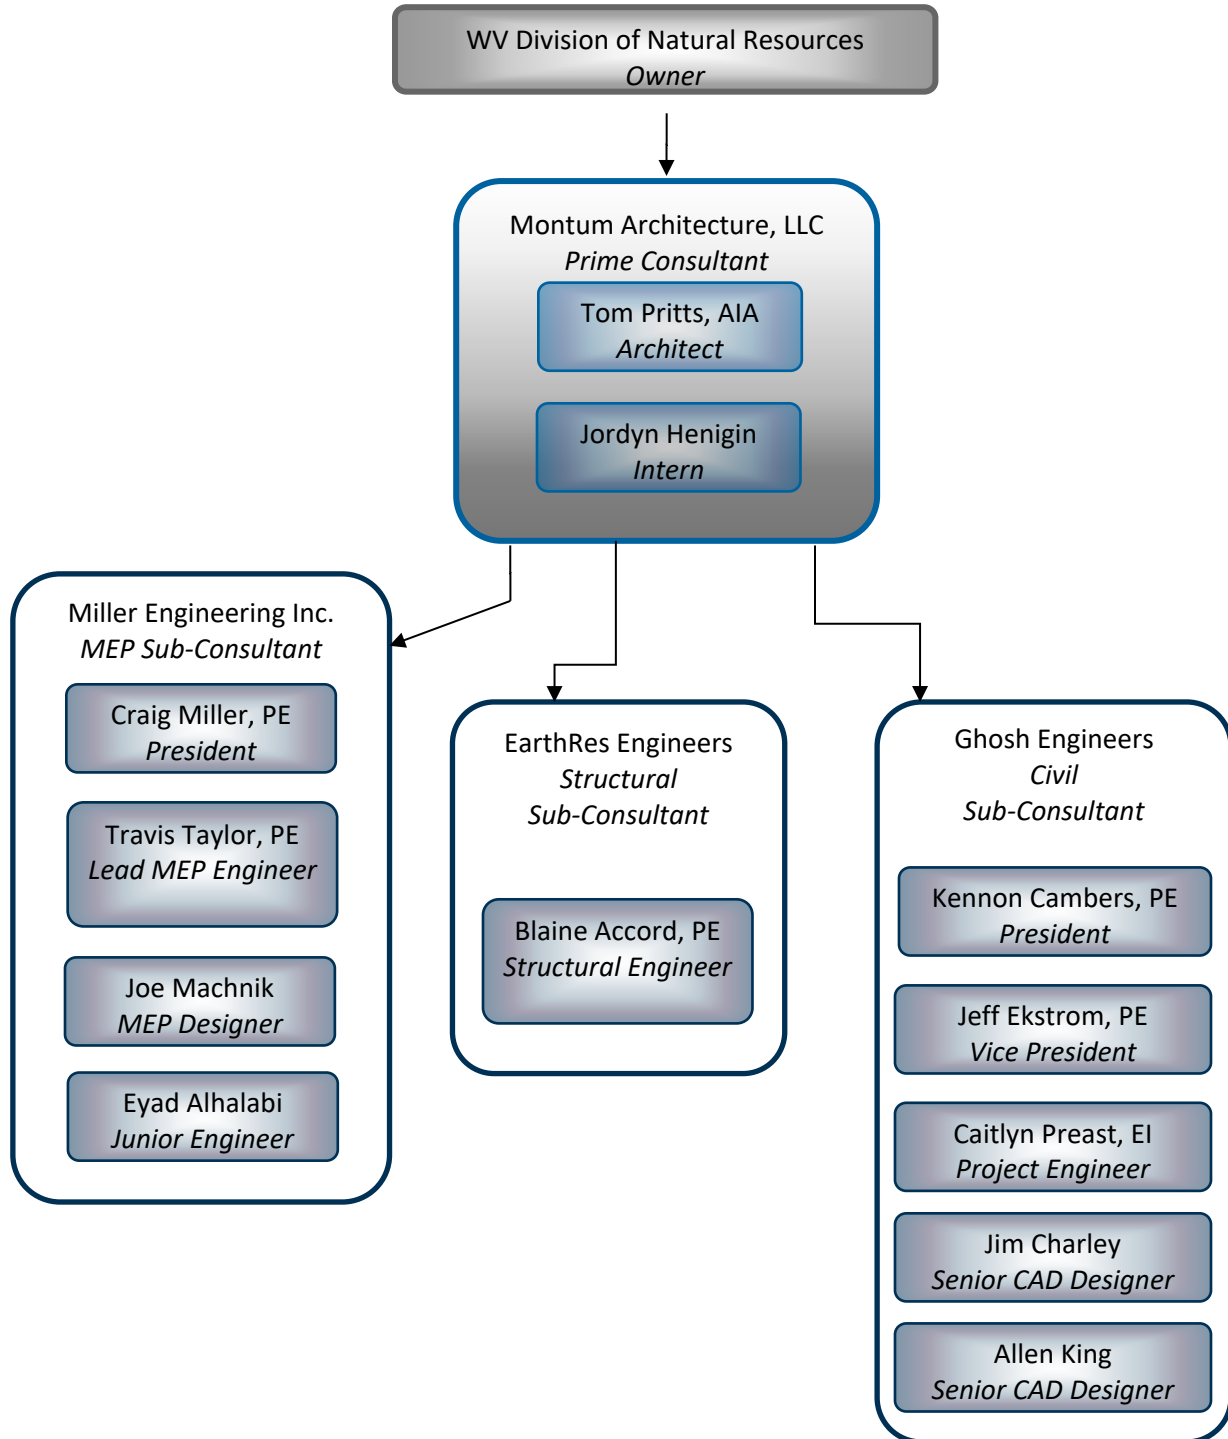 WV Division of Natural Resources
Owner
Montum Architecture, LLC
Prime Consultant
Tom Pritts, AIA
Architect
Jordyn Henigin
Intern
Miller Engineering Inc.
MEP Sub-Consultant
Craig Miller, PE
President
Travis Taylor, PE
Lead MEP Engineer
Joe Machnik
MEP Designer
Eyad Alhalabi
Junior Engineer
EarthRes Engineers
Structural
Sub-Consultant
Blaine Accord, PE
Structural Engineer
Ghosh Engineers
Civil
Sub-Consultant
Kennon Cambers, PE
President
Jeff Ekstrom, PE
Vice President
Caitlyn Preast, EI
Project Engineer
Jim Charley
Senior CAD Designer
Allen King
Senior CAD Designer